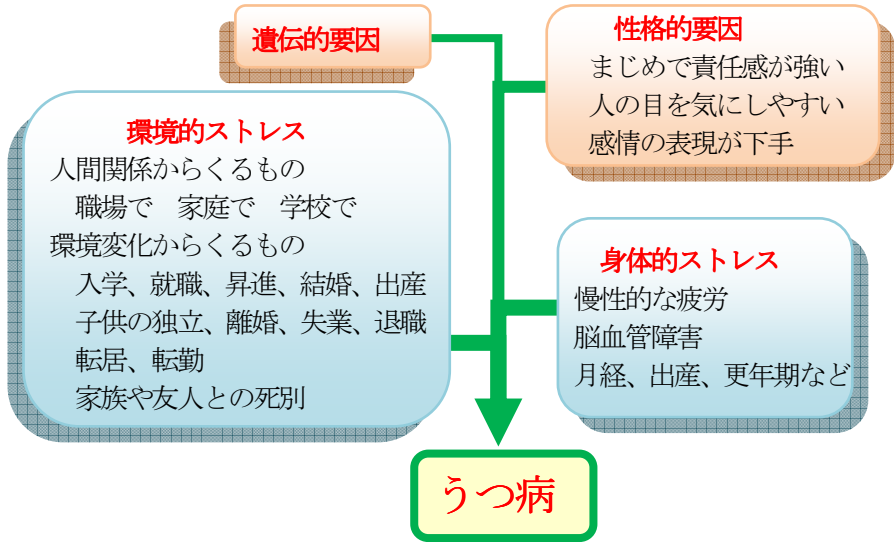 遺伝的要因
性格的要因
まじめで責任感が強い
人の目を気にしやすい
感情の表現が下手
環境的ストレス
人間関係からくるもの
職場で　家庭で　学校で
環境変化からくるもの
入学、就職、昇進、結婚、出産
子供の独立、離婚、失業、退職
転居、転勤
家族や友人との死別
身体的ストレス
慢性的な疲労
脳血管障害
月経、出産、更年期など
うつ病